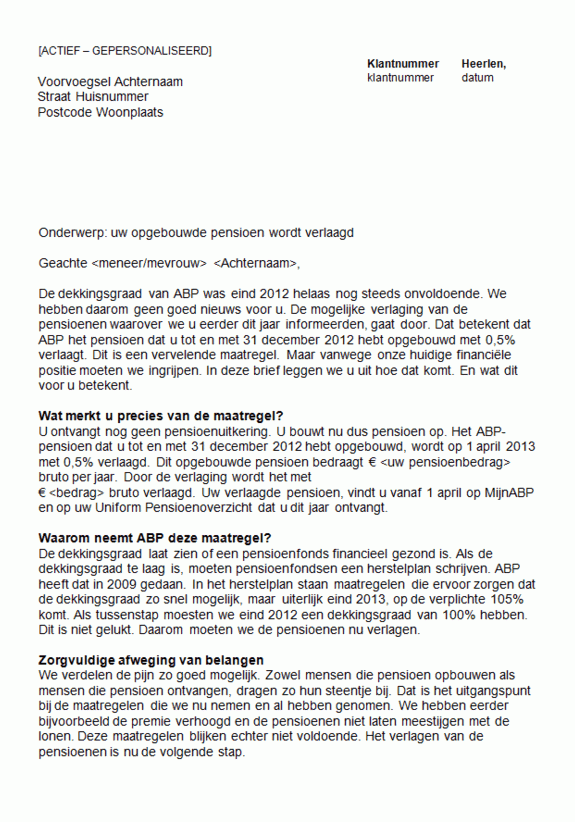 [ACTIEF – GEPERSONALISEERD]
Klantnummer Heerlen,
klantnummer datum
Voorvoegsel Achternaam
Straat Huisnummer
Postcode Woonplaats
Onderwerp: uw opgebouwde pensioen wordt verlaagd
Geachte <meneer/mevrouw> <Achternaam>,
De dekkingsgraad van ABP was eind 2012 helaas nog steeds onvoldoende. We
hebben daarom geen goed nieuws voor u. De mogelijke verlaging van de
pensioenen waarover we u eerder dit jaar informeerden, gaat door. Dat betekent dat
ABP het pensioen dat u tot en met 31 december 2012 hebt opgebouwd met 0,5%
verlaagt. Dit is een vervelende maatregel. Maar vanwege onze huidige financiële
positie moeten we ingrijpen. In deze brief leggen we u uit hoe dat komt. En wat dit
voor u betekent.
Wat merkt u precies van de maatregel?
U ontvangt nog geen pensioenuitkering. U bouwt nu dus pensioen op. Het ABP-
pensioen dat u tot en met 31 december 2012 hebt opgebouwd, wordt op 1 april 2013
met 0,5% verlaagd. Dit opgebouwde pensioen bedraagt € <uw pensioenbedrag>
bruto per jaar. Door de verlaging wordt het met
€ <bedrag> bruto verlaagd. Uw verlaagde pensioen, vindt u vanaf 1 april op MijnABP
en op uw Uniform Pensioenoverzicht dat u dit jaar ontvangt.
Waarom neemt ABP deze maatregel?
De dekkingsgraad laat zien of een pensioenfonds financieel gezond is. Als de
dekkingsgraad te laag is, moeten pensioenfondsen een herstelplan schrijven. ABP
heeft dat in 2009 gedaan. In het herstelplan staan maatregelen die ervoor zorgen dat
de dekkingsgraad zo snel mogelijk, maar uiterlijk eind 2013, op de verplichte 105%
komt. Als tussenstap moesten we eind 2012 een dekkingsgraad van 100% hebben.
Dit is niet gelukt. Daarom moeten we de pensioenen nu verlagen.
Zorgvuldige afweging van belangen
We verdelen de pijn zo goed mogelijk. Zowel mensen die pensioen opbouwen als
mensen die pensioen ontvangen, dragen zo hun steentje bij. Dat is het uitgangspunt
bij de maatregelen die we nu nemen en al hebben genomen. We hebben eerder
bijvoorbeeld de premie verhoogd en de pensioenen niet laten meestijgen met de
lonen. Deze maatregelen blijken echter niet voldoende. Het verlagen van de
pensioenen is nu de volgende stap.